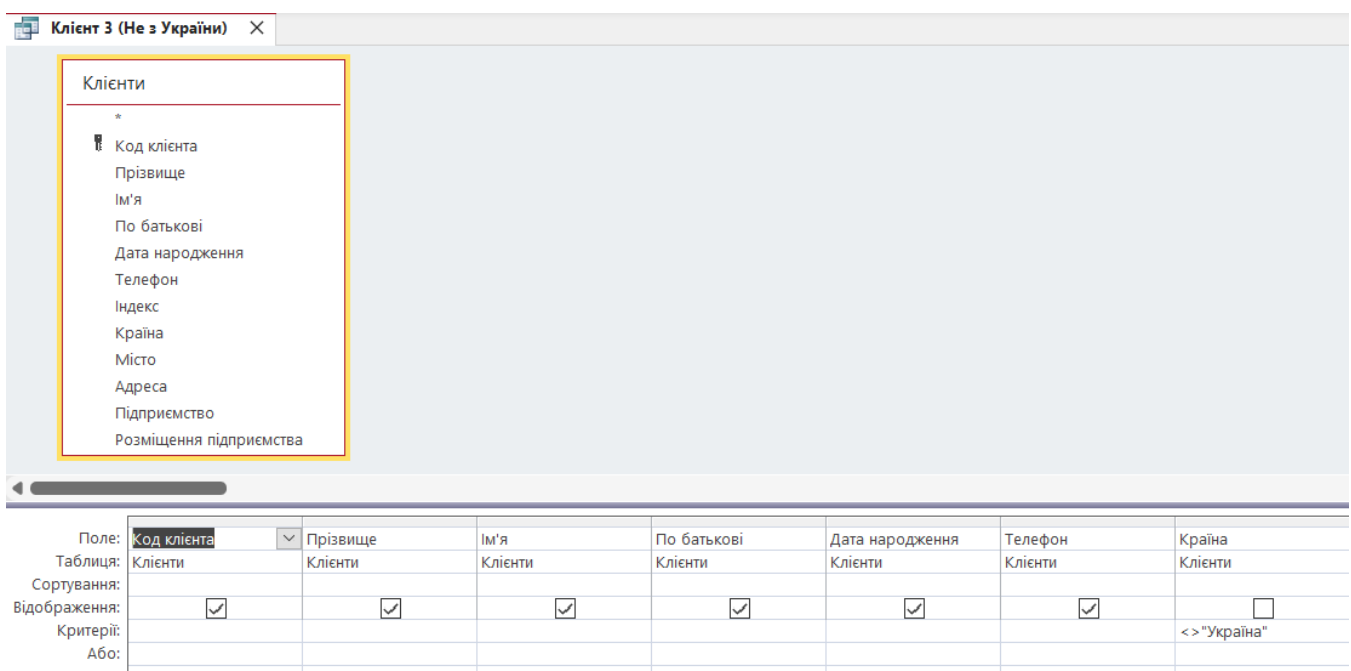 Клієнт 3 (Не з України)
Клієнти
*
Код клієнта
Прізвище
Ім'я
По батькові
Дата народження
Телефон
Індекс
Країна
Місто
Адреса
Підприємство
Розміщення підприємства
Поле: Код клієнта Прізвище Ім'я По батькові Дата народження Телефон Країна
Таблиця: Клієнти Клієнти Клієнти Клієнти Клієнти Клієнти Клієнти
Сортування:
Відображення:
Критерії: <>"Україна"
Або: